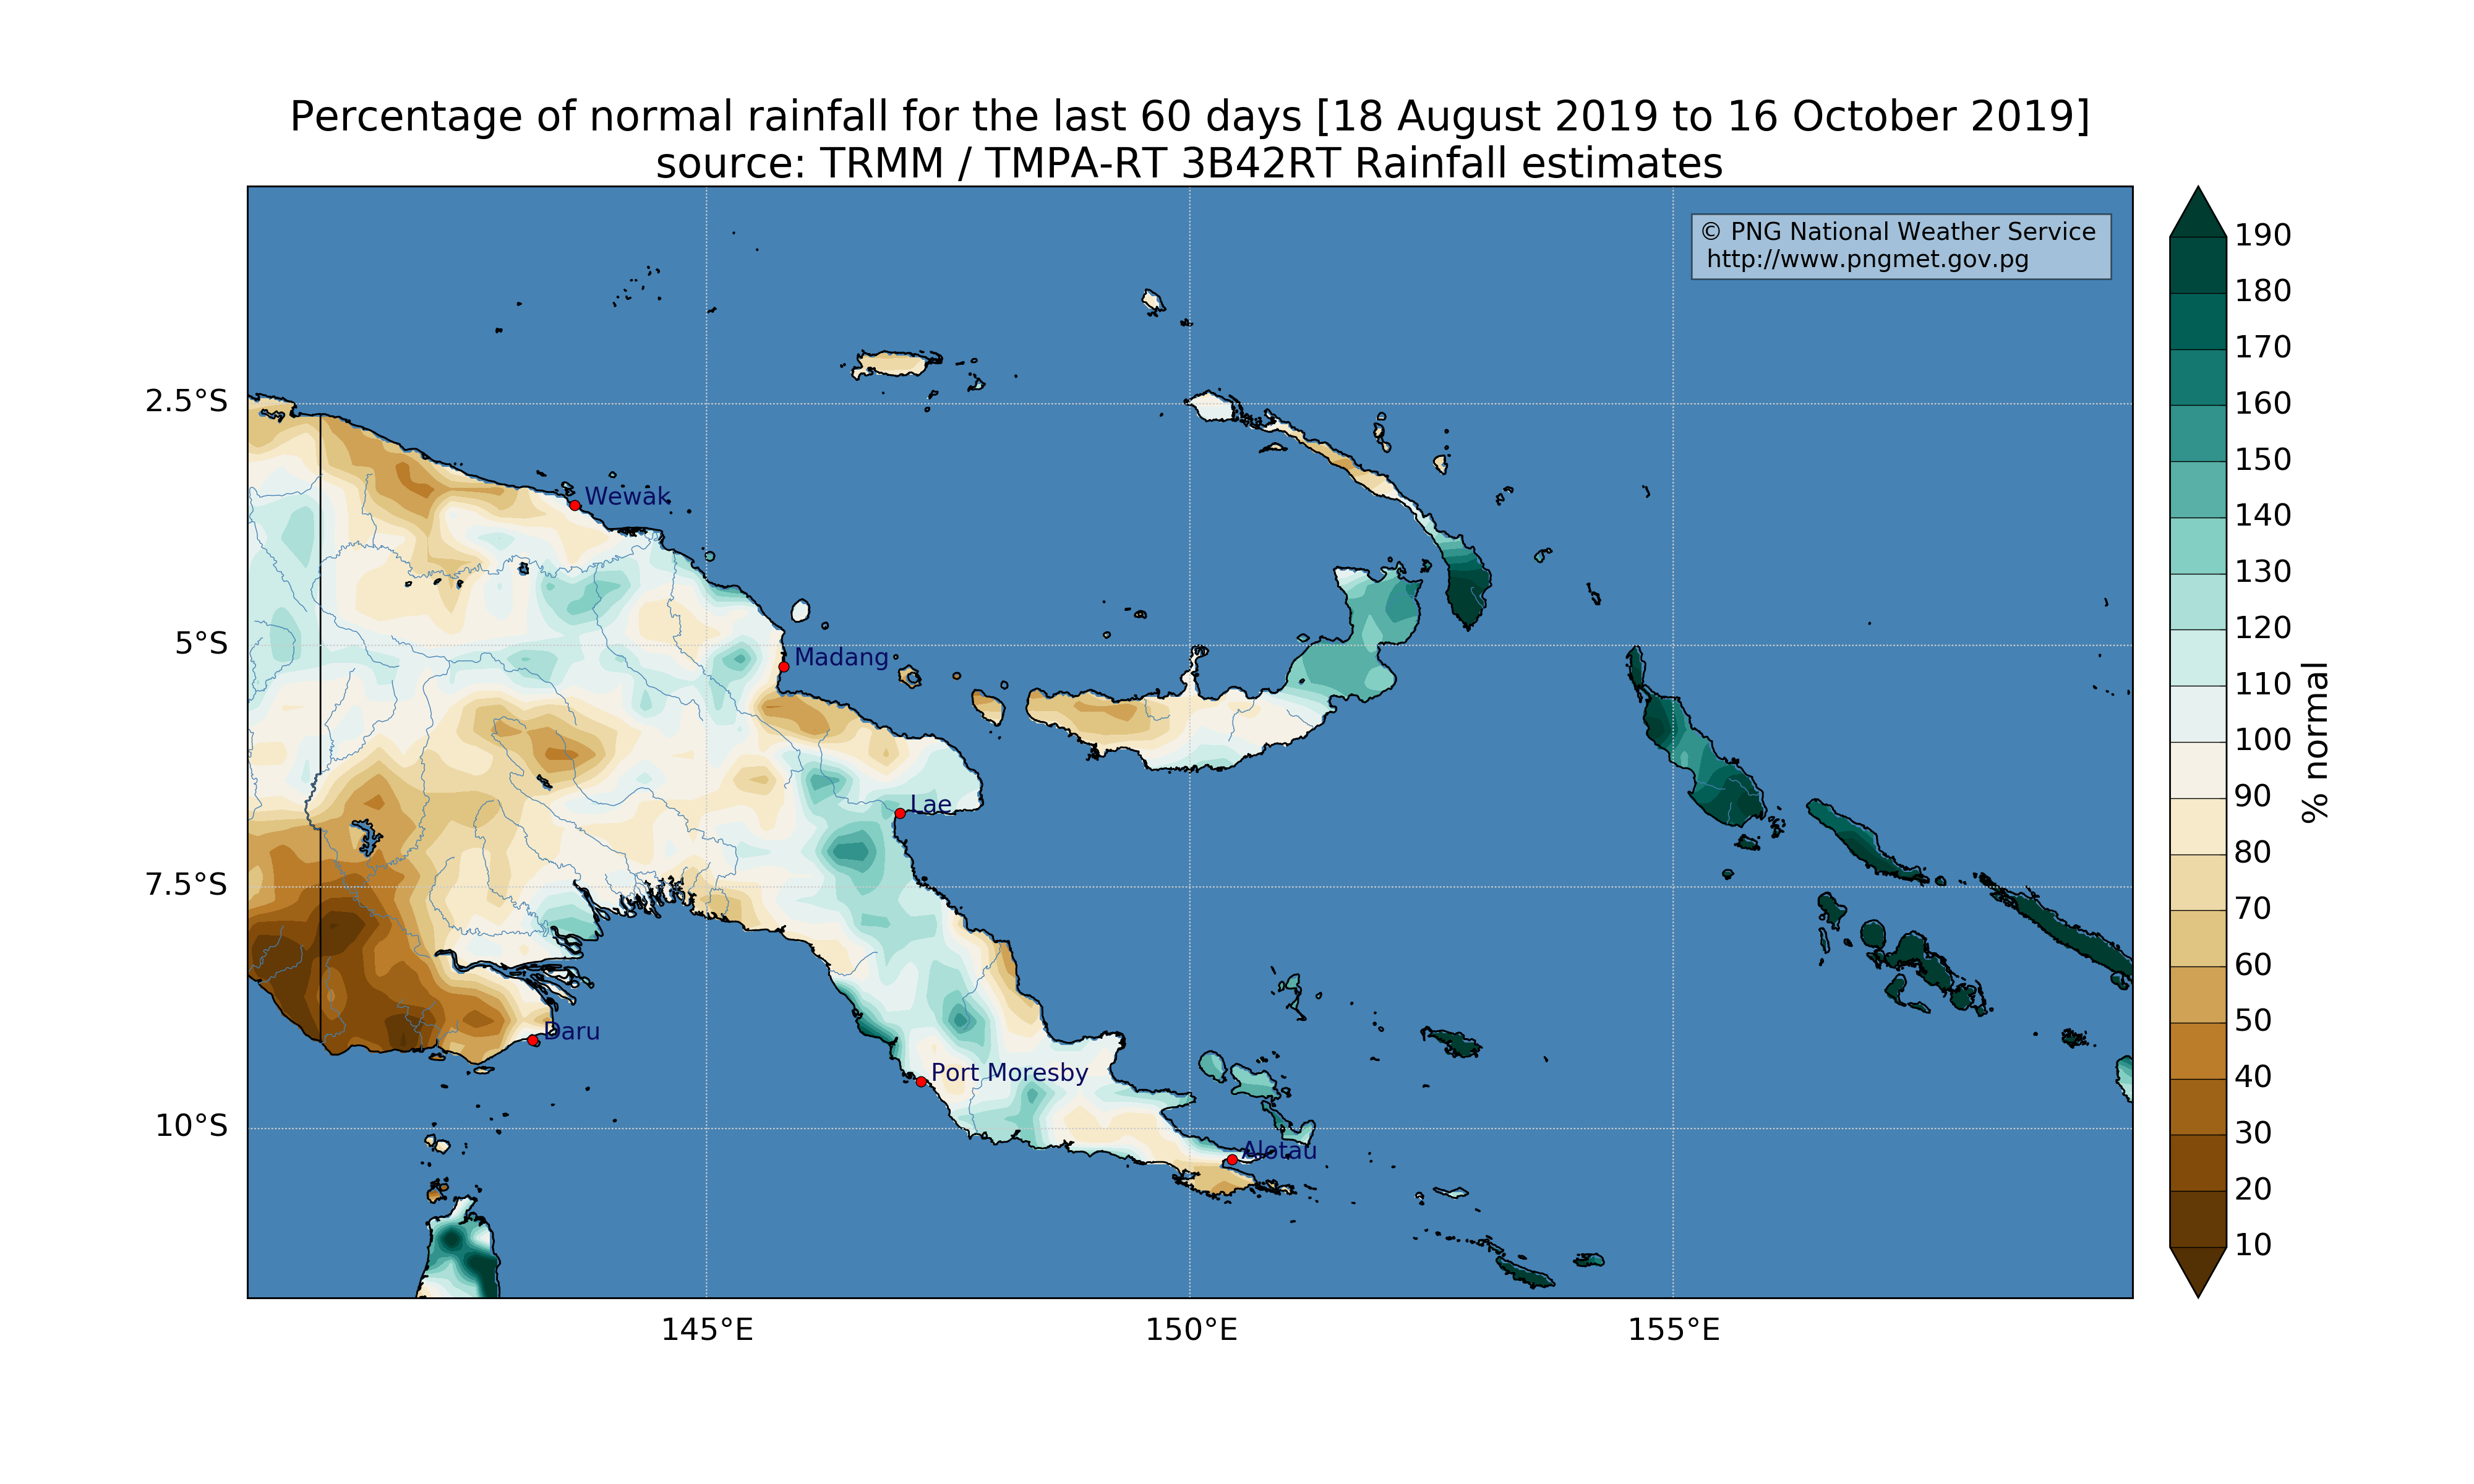 Percentage of normal rainfall for the last 60 days [18 August 2019 to 16 October 2019]
source: TRMM / TMPA-RT 3B42RT Rainfall estimates
© PNG National Weather Service
http://www.pngmet.gov.pg
2.5°S
5°S
7.5°S
10°S
Wewak
Madang
Lae
Daru
Port Moresby
Alotau
145°E
150°E
155°E
190
180
170
160
150
140
130
120
110
100
90
80
70
60
50
40
30
20
10
% normal